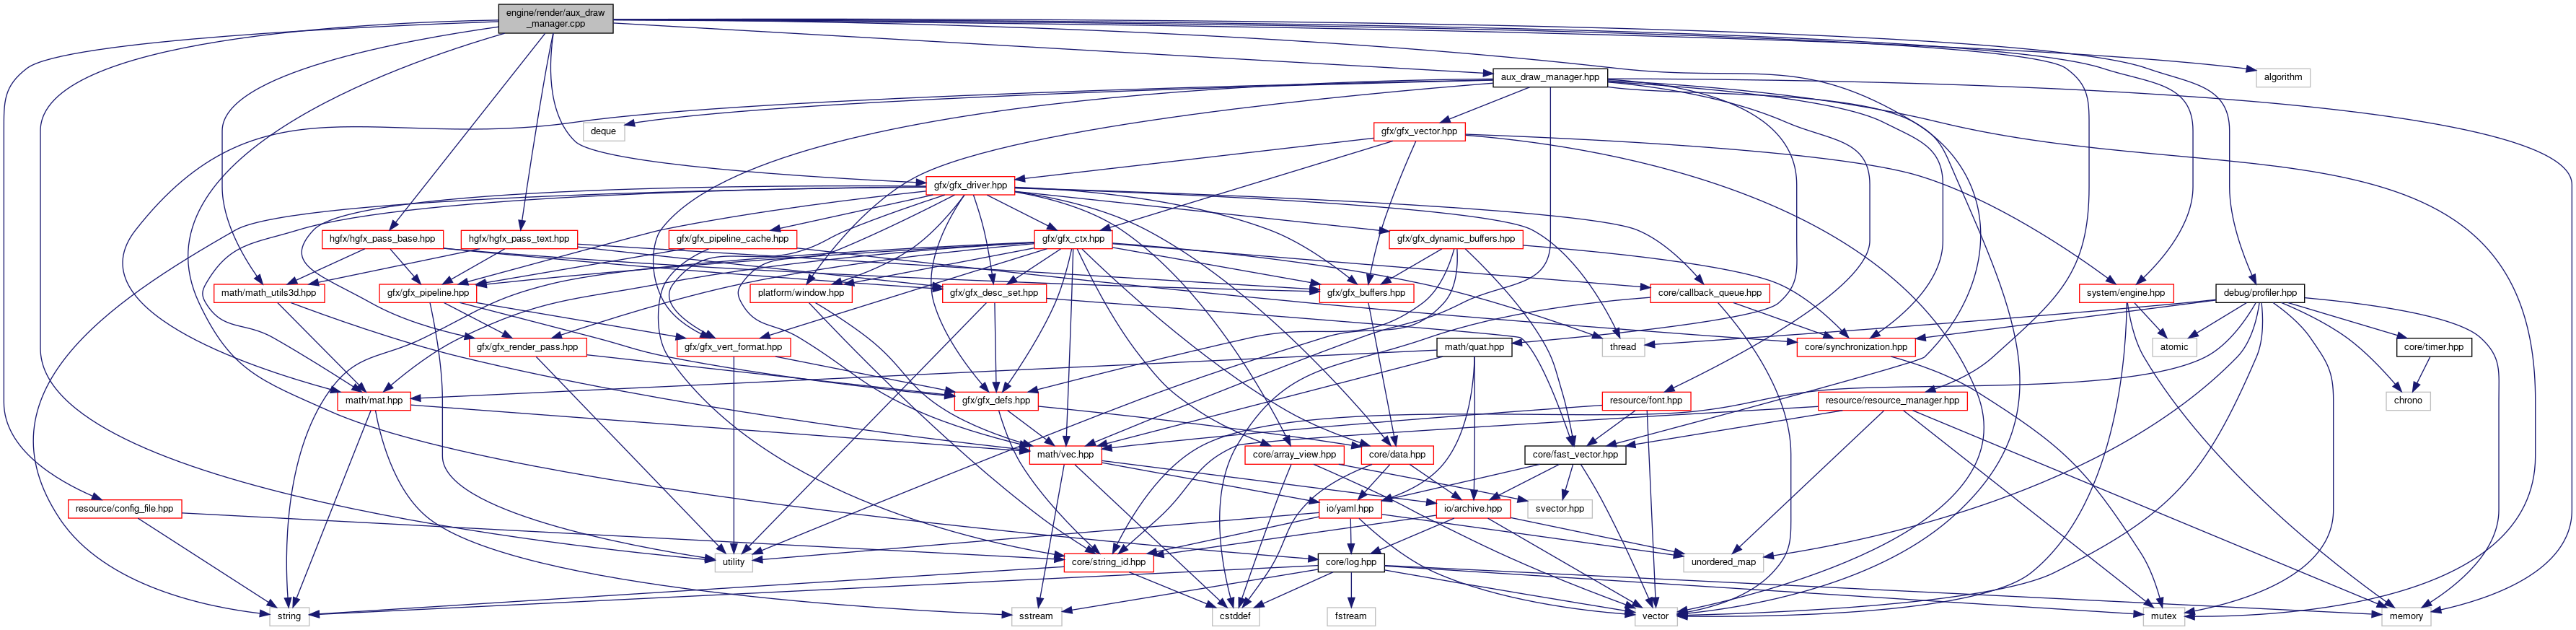 engine/render/aux_draw
_manager.cpp
aux_draw_manager.hpp
algorithm
deque
gfx/gfx_vector.hpp
gfx/gfx_driver.hpp
hgfx/hgfx_pass_base.hpp
hgfx/hgfx_pass_text.hpp
gfx/gfx_pipeline_cache.hpp
gfx/gfx_ctx.hpp
gfx/gfx_dynamic_buffers.hpp
math/math_utils3d.hpp
gfx/gfx_pipeline.hpp
platform/window.hpp
gfx/gfx_desc_set.hpp
gfx/gfx_buffers.hpp
core/callback_queue.hpp
system/engine.hpp
debug/profiler.hpp
gfx/gfx_render_pass.hpp
gfx/gfx_vert_format.hpp
math/quat.hpp
thread
core/synchronization.hpp
atomic
core/timer.hpp
math/mat.hpp
gfx/gfx_defs.hpp
resource/font.hpp
resource/resource_manager.hpp
chrono
math/vec.hpp
core/array_view.hpp
core/data.hpp
core/fast_vector.hpp
resource/config_file.hpp
io/yaml.hpp
io/archive.hpp
svector.hpp
utility
core/string_id.hpp
core/log.hpp
unordered_map
string
sstream
cstddef
fstream
vector
mutex
memory